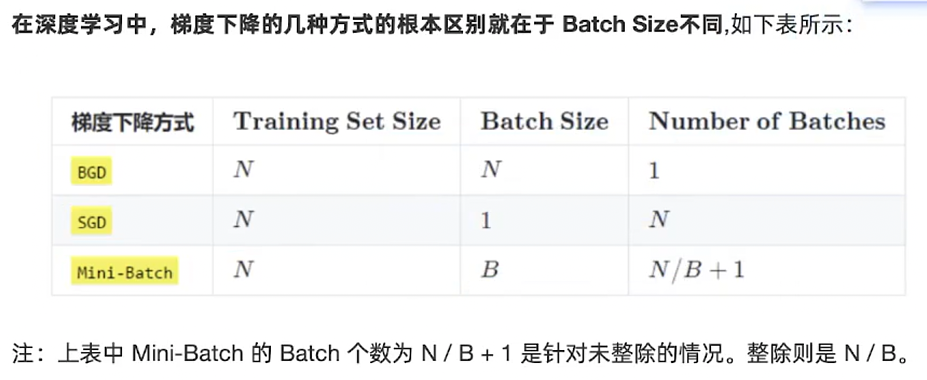 在深度学习中，梯度下降的几种方式的根本区别就在于 Batch Size不同,如下表所示：
梯度下降方式 Training Set Size Batch Size Number of Batches
BGD N N 1
SGD N 1 N
Mini-Batch N B N/B + 1
注：上表中 Mini-Batch 的 Batch 个数为 N / B + 1 是针对未整除的情况。整除则是 N / B。